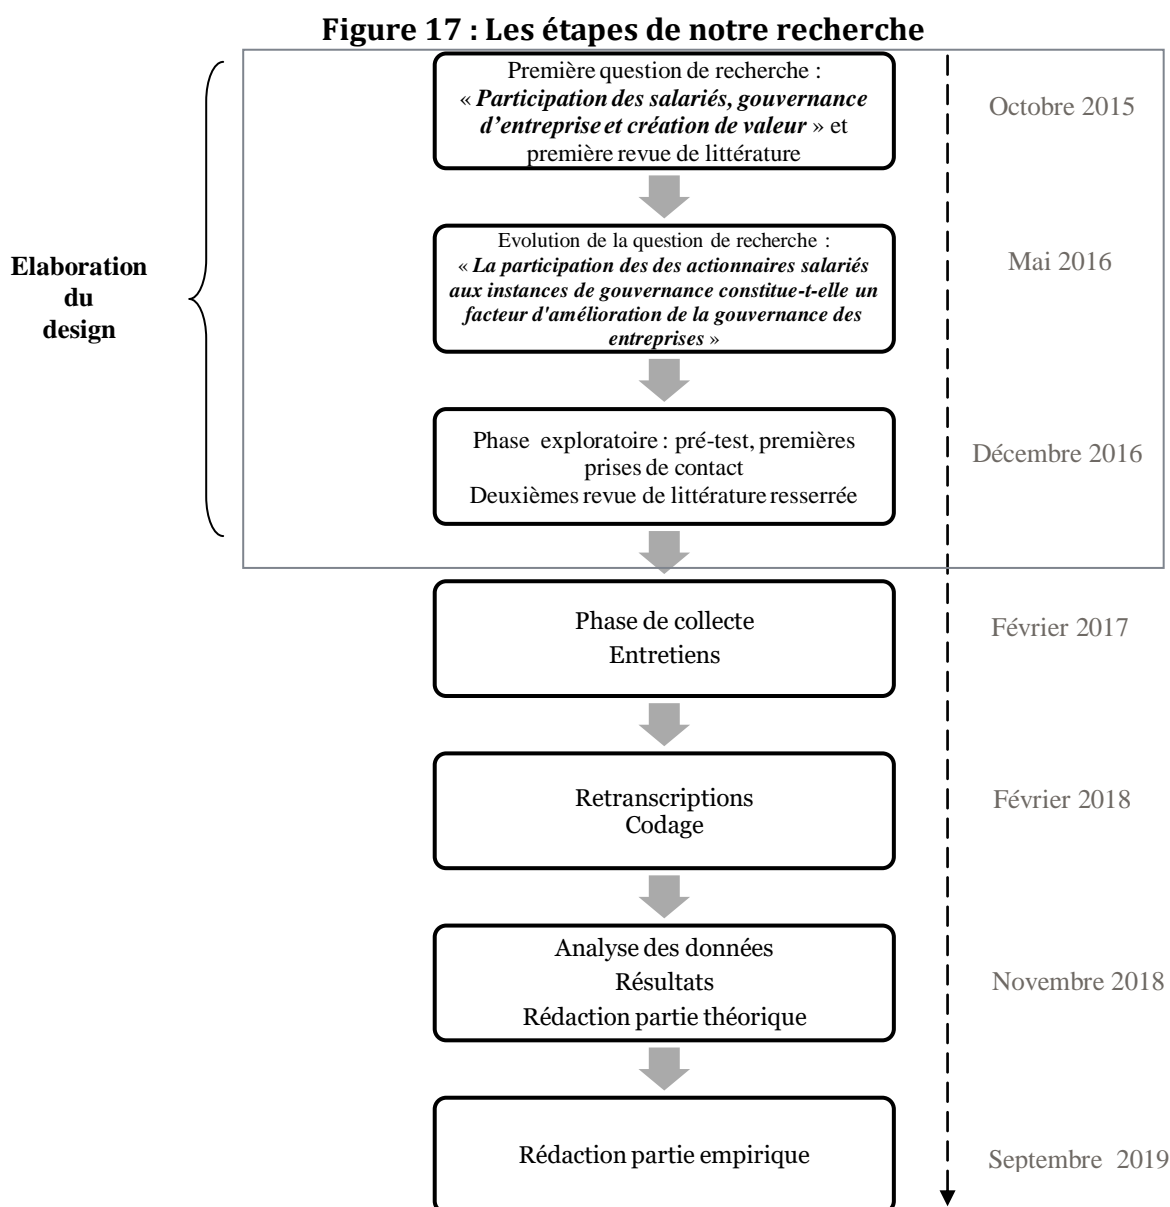 Figure 17 : Les étapes de notre recherche
Première question de recherche :
« Participation des salariés, gouvernance
d'entreprise et création de valeur » et
première revue de littérature
Octobre 2015
Evolution de la question de recherche :
« La participation des des actionnaires salariés
aux instances de gouvernance constitue-t-elle un
facteur d'amélioration de la gouvernance des
entreprises »
Mai 2016
Elaboration
du
design
Phase exploratoire : pré-test, premières
prises de contact
Deuxièmes revue de littérature resserrée
Décembre 2016
Phase de collecte
Entretiens
Février 2017
Retranscriptions
Codage
Février 2018
Analyse des données
Résultats
Rédaction partie théorique
Novembre 2018
Rédaction partie empirique
Septembre 2019